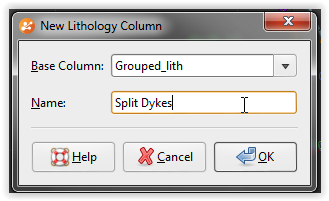 New Lithology Column
Base Column: Grouped_lith
Name: Split Dykes
Help Cancel OK